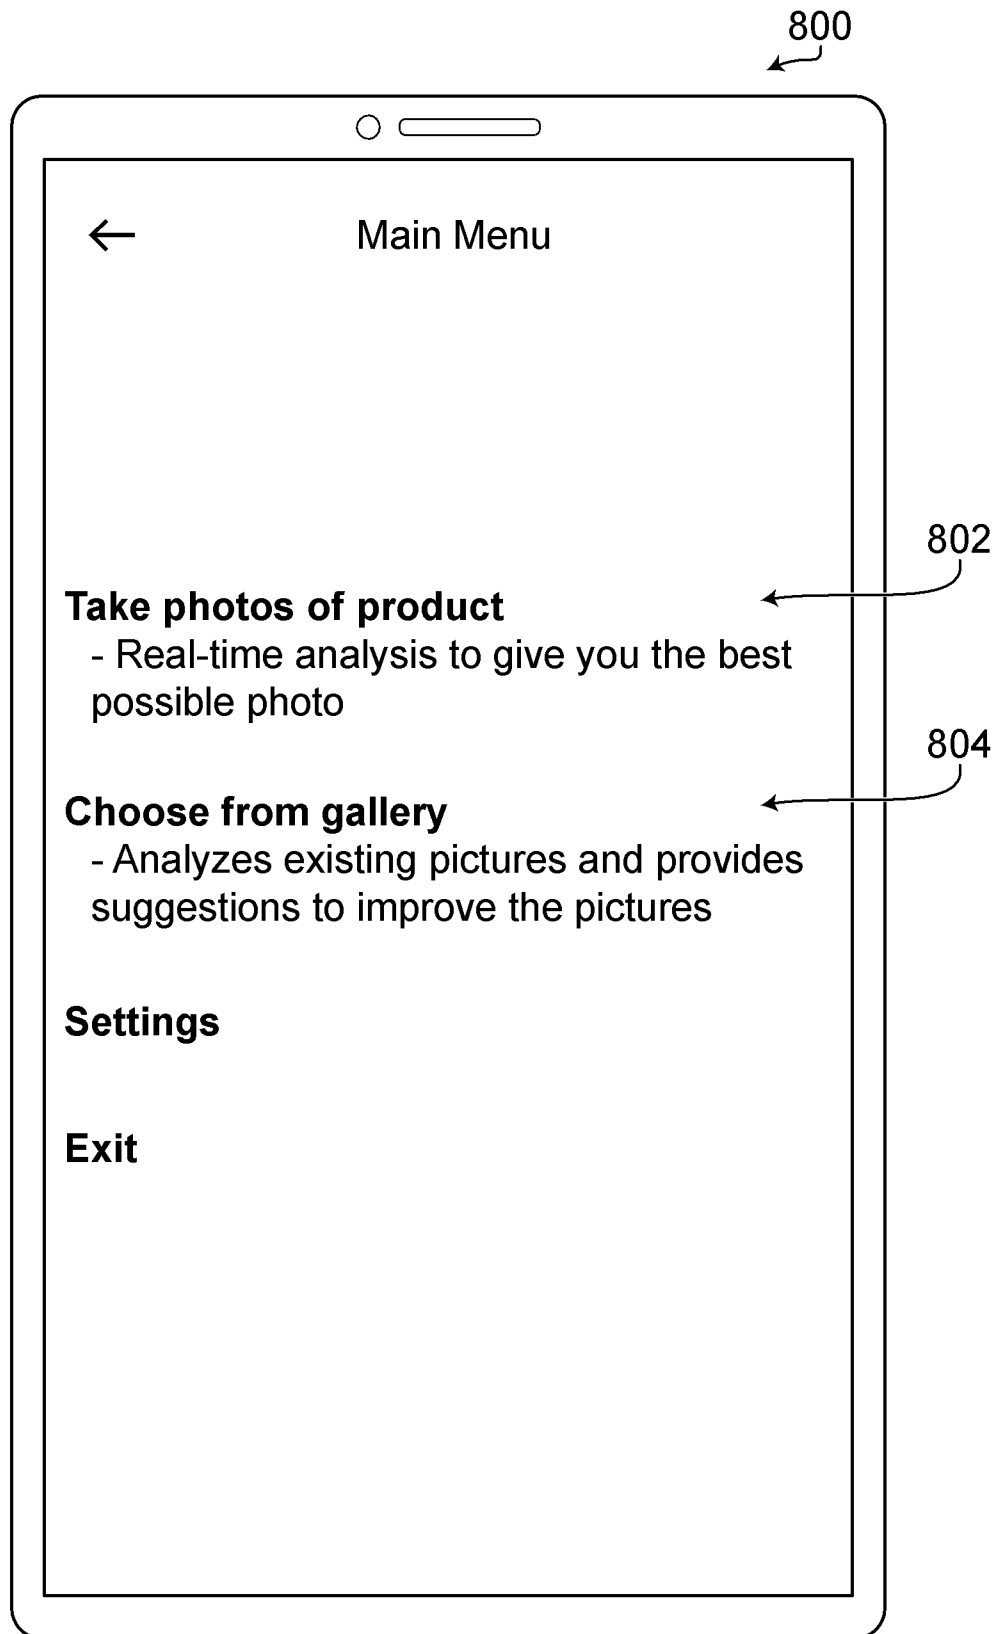 800
Main Menu
802
Take photos of product
- Real-time analysis to give you the best
possible photo
804
Choose from gallery
- Analyzes existing pictures and provides
suggestions to improve the pictures
Settings
Exit